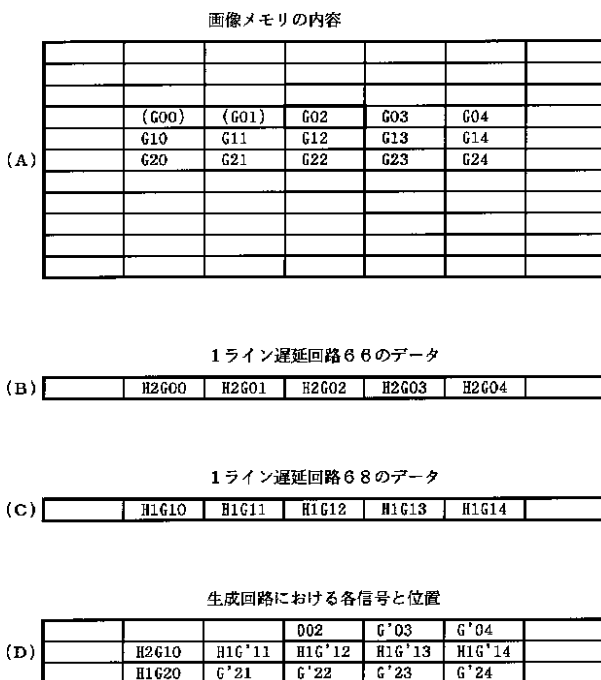 画像メモリの内容
(A)
(G00) (G01) G02 G03 G04
G10 G11 G12 G13 G14
G20 G21 G22 G23 G24
1ライン遅延回路66のデータ
(B) H2G00 H2G01 H2G02 H2G03 H2G04
1ライン遅延回路68のデータ
(C) H1G10 H1G11 H1G12 H1G13 H1G14
生成回路における各信号と位置
002 G'03 G'04
(D) H2G10 H1G'11 H1G'12 H1G'13 H1G'14
H1G20 G'21 G'22 G'23 G'24